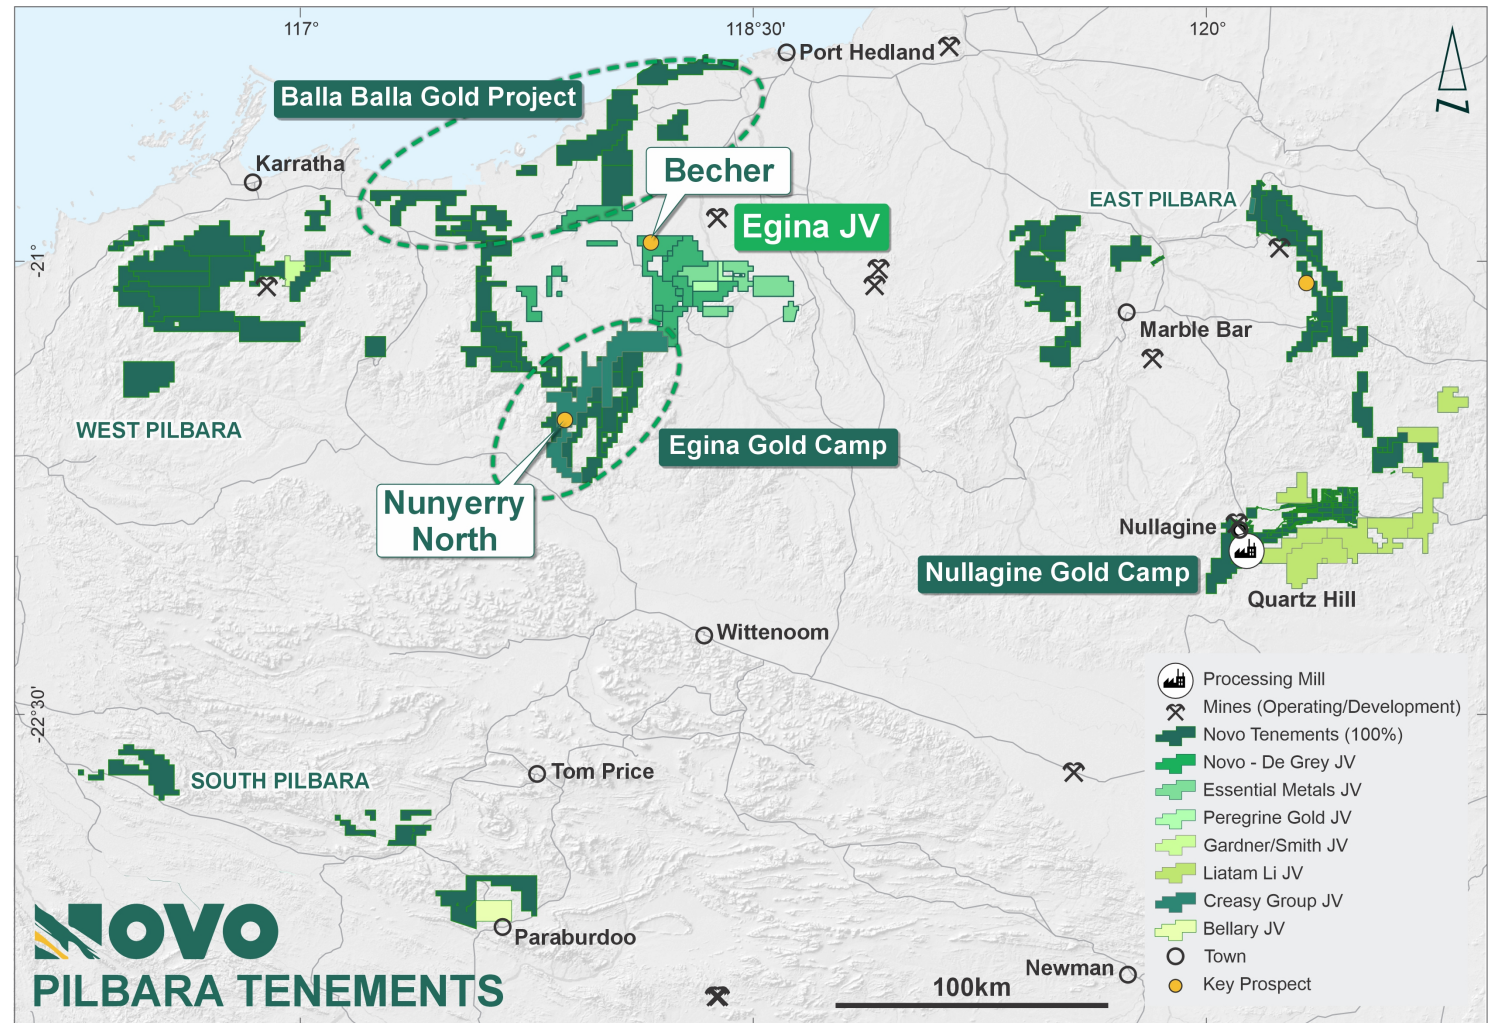 117°
118°30'
120°
Port Hedland
Balla Balla Gold Project
Karratha
Becher
EAST PILBARA
Egina JV
-21°
Marble Bar
WEST PILBARA
Egina Gold Camp
Nunyerry
North
Nullagine
Nullagine Gold Camp
Quartz Hill
Wittenoom
-22°30'
SOUTH PILBARA
Tom Price
Paraburdoo
Newman
100km
N
Processing Mill
Mines (Operating/Development)
Novo Tenements (100%)
Novo - De Grey JV
Essential Metals JV
Peregrine Gold JV
Gardner/Smith JV
Liatam Li JV
Creasy Group JV
Bellary JV
Town
Key Prospect
NOVO
PILBARA TENEMENTS